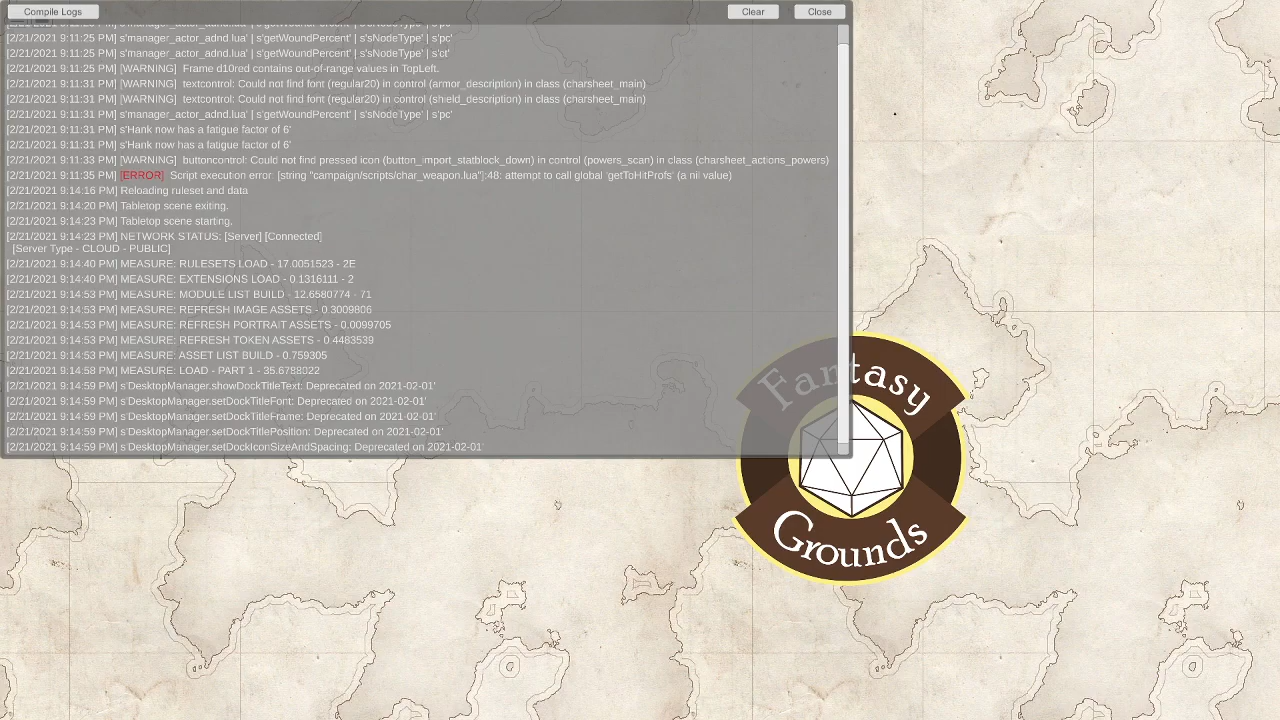 Compile Logs
Clear
Close
[2/21/2021 9:11:25 PM] s'manager_actor_adnd.lua' | s'getWoundPercent' | s'sNodeType' | s'pc'
[2/21/2021 9:11:25 PM] s'manager_actor_adnd.lua' | s'getWoundPercent' | s'sNodeType' | s'pc'
[2/21/2021 9:11:25 PM] s'manager_actor_adnd.lua' | s'getWoundPercent' | s'sNodeType' | s'ct'
[2/21/2021 9:11:25 PM] [WARNING]  Frame d10red contains out-of-range values in TopLeft.
[2/21/2021 9:11:31 PM] [WARNING]  textcontrol: Could not find font (regular20) in control (armor_description) in class (charsheet_main)
[2/21/2021 9:11:31 PM] [WARNING]  textcontrol: Could not find font (regular20) in control (shield_description) in class (charsheet_main)
[2/21/2021 9:11:31 PM] s'manager_actor_adnd.lua' | s'getWoundPercent' | s'sNodeType' | s'pc'
[2/21/2021 9:11:31 PM] s'Hank now has a fatigue factor of 6'
[2/21/2021 9:11:31 PM] s'Hank now has a fatigue factor of 6'
[2/21/2021 9:11:33 PM] [WARNING]  buttoncontrol: Could not find pressed icon (button_import_statblock_down) in control (powers_scan) in class (charsheet_actions_powers)
[2/21/2021 9:11:35 PM] [ERROR]  Script execution error: [string "campaign/scripts/char_weapon.lua"]:48: attempt to call global 'getToHitProfs' (a nil value)
[2/21/2021 9:14:16 PM] Reloading ruleset and data
[2/21/2021 9:14:20 PM] Tabletop scene exiting.
[2/21/2021 9:14:23 PM] Tabletop scene starting.
[2/21/2021 9:14:23 PM] NETWORK STATUS: [Server] [Connected]
[Server Type - CLOUD - PUBLIC]
[2/21/2021 9:14:40 PM] MEASURE: RULESETS LOAD - 17.0051523 - 2E
[2/21/2021 9:14:40 PM] MEASURE: EXTENSIONS LOAD - 0.1316111 - 2
[2/21/2021 9:14:53 PM] MEASURE: MODULE LIST BUILD - 12.6580774 - 71
[2/21/2021 9:14:53 PM] MEASURE: REFRESH IMAGE ASSETS - 0.3009806
[2/21/2021 9:14:53 PM] MEASURE: REFRESH PORTRAIT ASSETS - 0.0099705
[2/21/2021 9:14:53 PM] MEASURE: REFRESH TOKEN ASSETS - 0.4483539
[2/21/2021 9:14:53 PM] MEASURE: ASSET LIST BUILD - 0.759305
[2/21/2021 9:14:58 PM] MEASURE: LOAD - PART 1 - 35.6788022
[2/21/2021 9:14:59 PM] s'DesktopManager.showDockTitleText: Deprecated on 2021-02-01'
[2/21/2021 9:14:59 PM] s'DesktopManager.setDockTitleFont: Deprecated on 2021-02-01'
[2/21/2021 9:14:59 PM] s'DesktopManager.setDockTitleFrame: Deprecated on 2021-02-01'
[2/21/2021 9:14:59 PM] s'DesktopManager.setDockTitlePosition: Deprecated on 2021-02-01'
[2/21/2021 9:14:59 PM] s'DesktopManager.setDockIconSizeAndSpacing: Deprecated on 2021-02-01'
Fantasy
Grounds